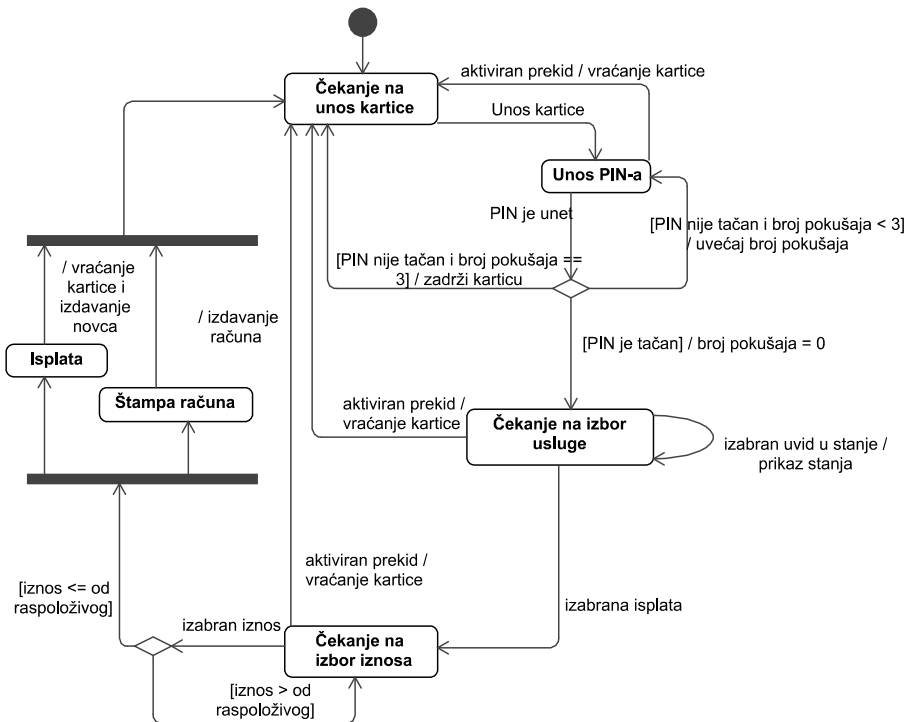 Čekanje na
unos kartice
aktiviran prekid / vraćanje kartice
Unos kartice
Unos PIN-a
PIN je unet
[PIN nije tačan i broj pokušaja < 3]
/ uvećaj broj pokušaja
[PIN nije tačan i broj pokušaja ==
3] / zadrži karticu
/ vraćanje
kartice i
izdavanje
novca
/ izdavanje
računa
Isplata
Štampa računa
[PIN je tačan] / broj pokušaja = 0
aktiviran prekid /
vraćanje kartice
Čekanje na izbor
usluge
izabran uvid u stanje /
prikaz stanja
aktiviran prekid /
vraćanje kartice
[iznos <= od
raspoloživog]
izabrana isplata
izabran iznos
Čekanje na
izbor iznosa
[iznos > od
raspoloživog]